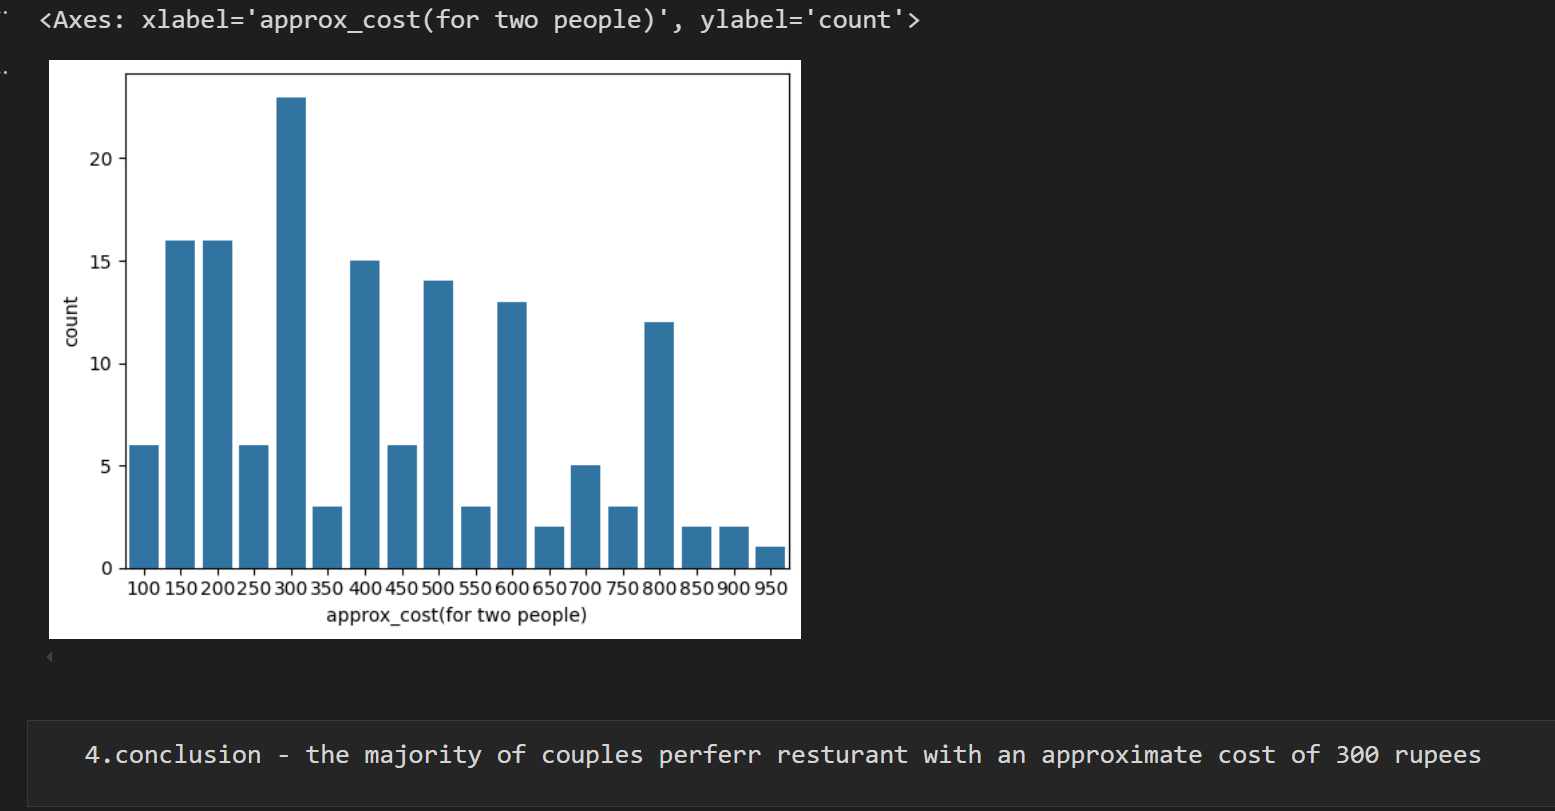 <Axes: xlabel='approx_cost(for two people)', ylabel='count'>
20
15
10
5
0
count
100 150 200 250 300 350 400 450 500 550 600 650 700 750 800 850 900 950
approx_cost(for two people)
4.conclusion - the majority of couples perferr resturant with an approximate cost of 300 rupees